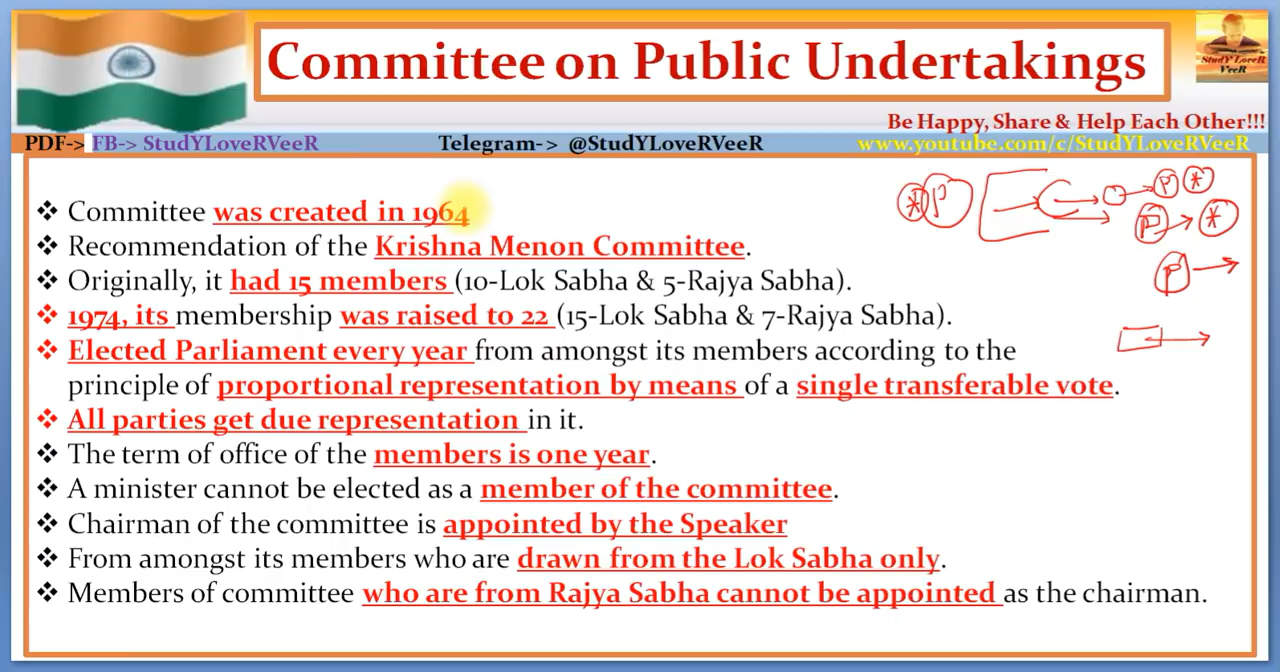 Committee on Public Undertakings
StudY LoveR
VeeR
Be Happy, Share & Help Each Other!!!
PDF-> FB-> StudYLoveRVeeR Telegram-> @StudYLoveRVeeR www.youtube.com/c/StudYLoveRVeeR
❖ Committee was created in 1964
❖ Recommendation of the Krishna Menon Committee.
❖ Originally, it had 15 members (10-Lok Sabha & 5-Rajya Sabha).
❖ 1974, its membership was raised to 22 (15-Lok Sabha & 7-Rajya Sabha).
❖ Elected Parliament every year from amongst its members according to the
principle of proportional representation by means of a single transferable vote.
❖ All parties get due representation in it.
❖ The term of office of the members is one year.
❖ A minister cannot be elected as a member of the committee.
❖ Chairman of the committee is appointed by the Speaker
❖ From amongst its members who are drawn from the Lok Sabha only.
❖ Members of committee who are from Rajya Sabha cannot be appointed as the chairman.